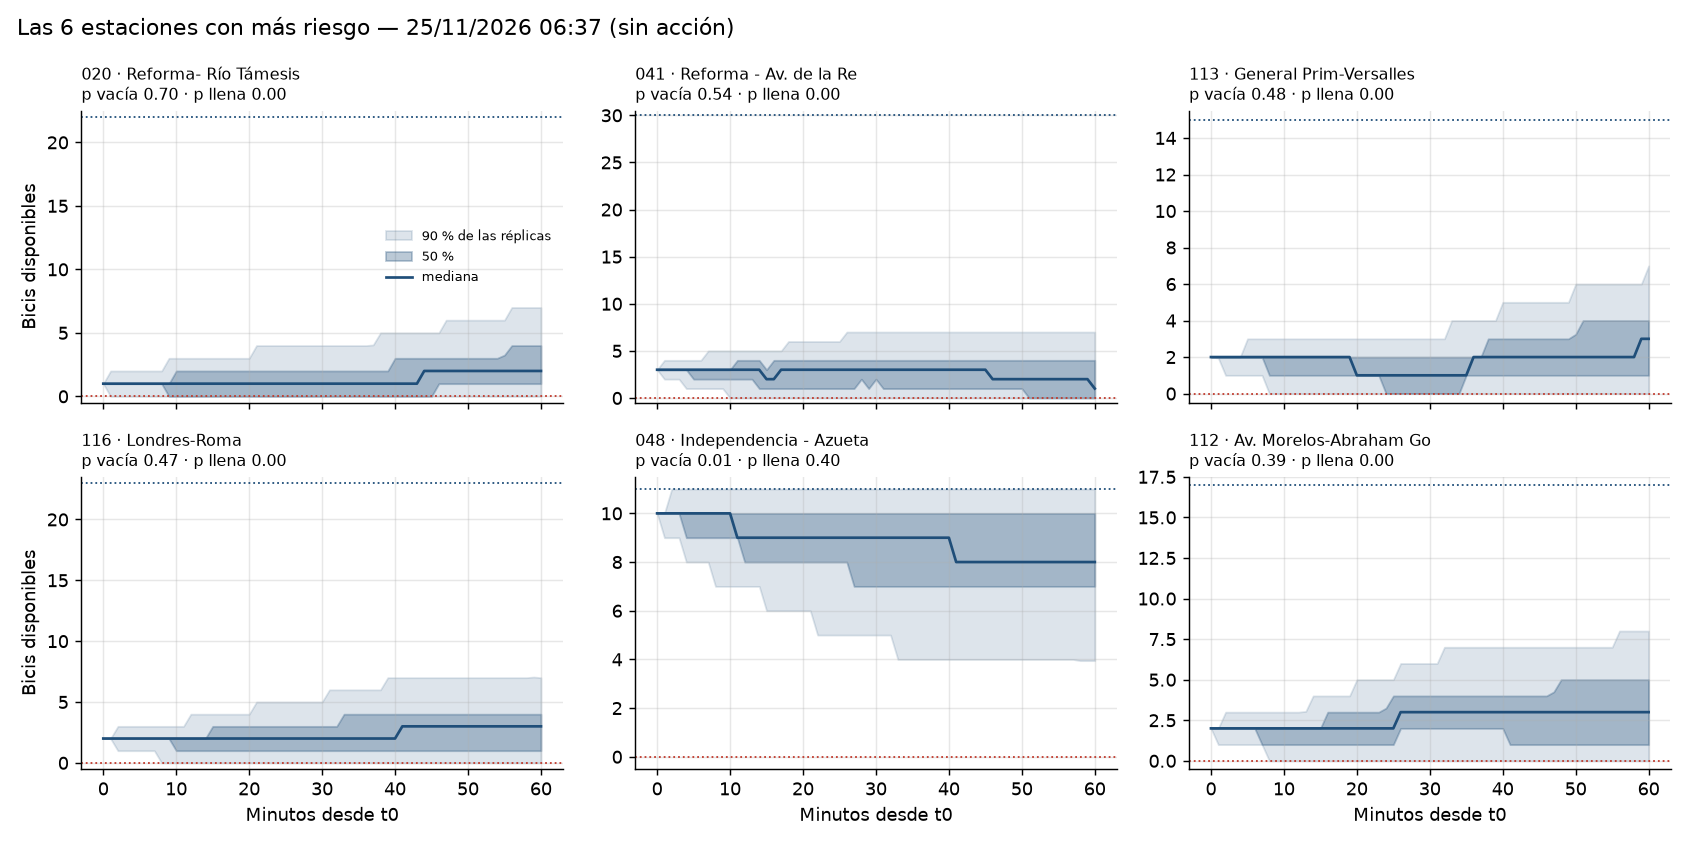 Las 6 estaciones con más riesgo — 25/11/2026 06:37 (sin acción)
020 · Reforma- Río Támesis
p vacía 0.70 · p llena 0.00
20
15
10
5
0
Bicis disponibles
90 % de las réplicas
50 %
mediana
041 · Reforma - Av. de la Re
p vacía 0.54 · p llena 0.00
30
25
20
15
10
5
0
113 · General Prim-Versalles
p vacía 0.48 · p llena 0.00
14
12
10
8
6
4
2
0
116 · Londres-Roma
p vacía 0.47 · p llena 0.00
20
15
10
5
0
Bicis disponibles
0 10 20 30 40 50 60
Minutos desde t0
048 · Independencia - Azueta
p vacía 0.01 · p llena 0.40
10
8
6
4
2
0
0 10 20 30 40 50 60
Minutos desde t0
112 · Av. Morelos-Abraham Go
p vacía 0.39 · p llena 0.00
17.5
15.0
12.5
10.0
7.5
5.0
2.5
0.0
0 10 20 30 40 50 60
Minutos desde t0